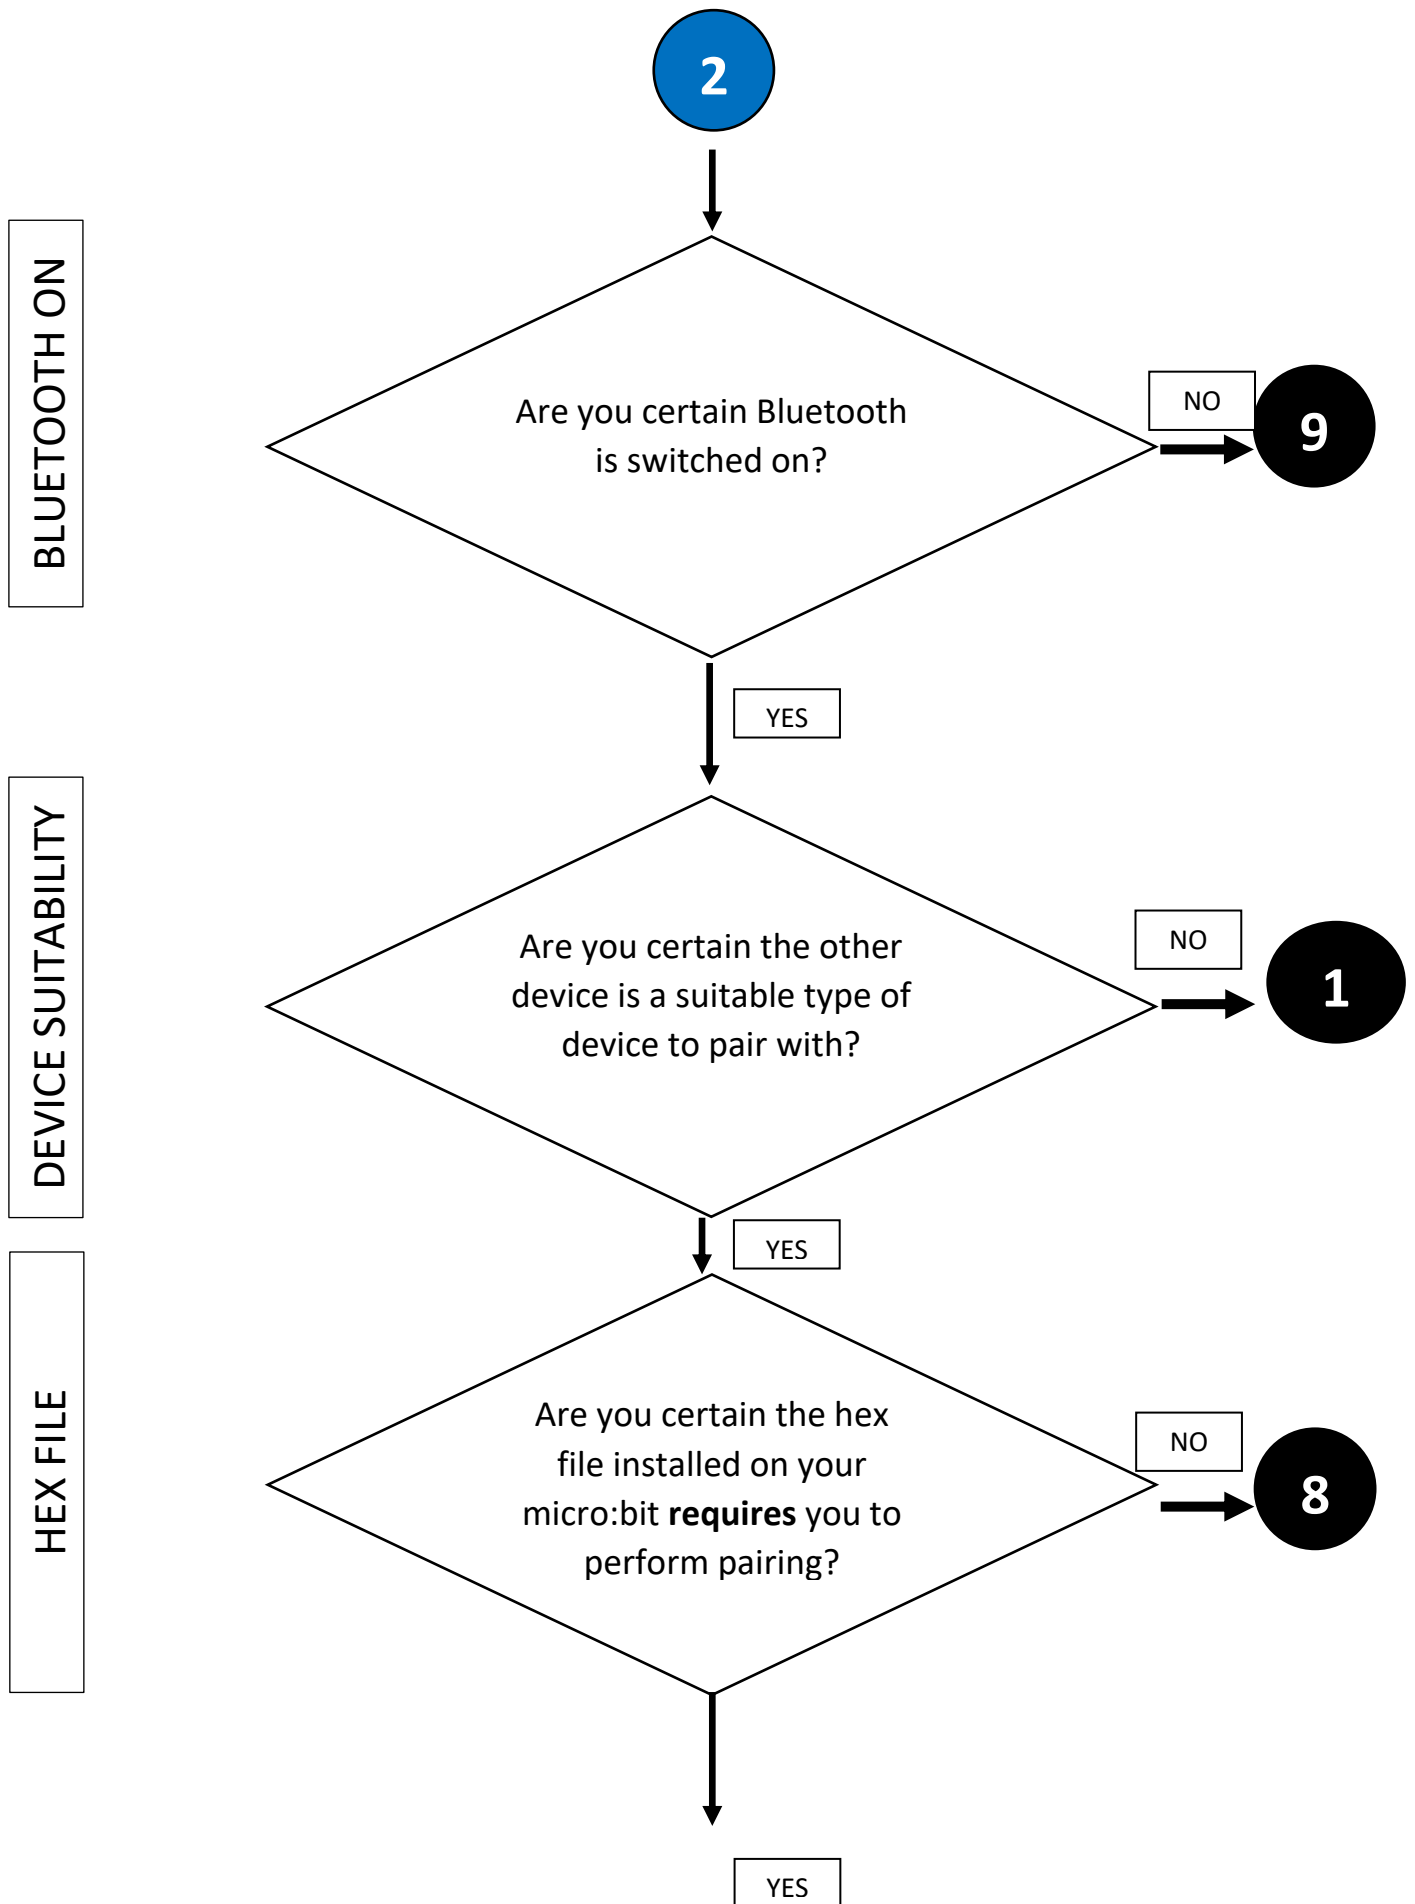 2
BLUETOOTH ON
Are you certain Bluetooth
is switched on?
NO
9
YES
DEVICE SUITABILITY
Are you certain the other
device is a suitable type of
device to pair with?
NO
1
YES
HEX FILE
Are you certain the hex
file installed on your
micro:bit requires you to
perform pairing?
NO
8
YES